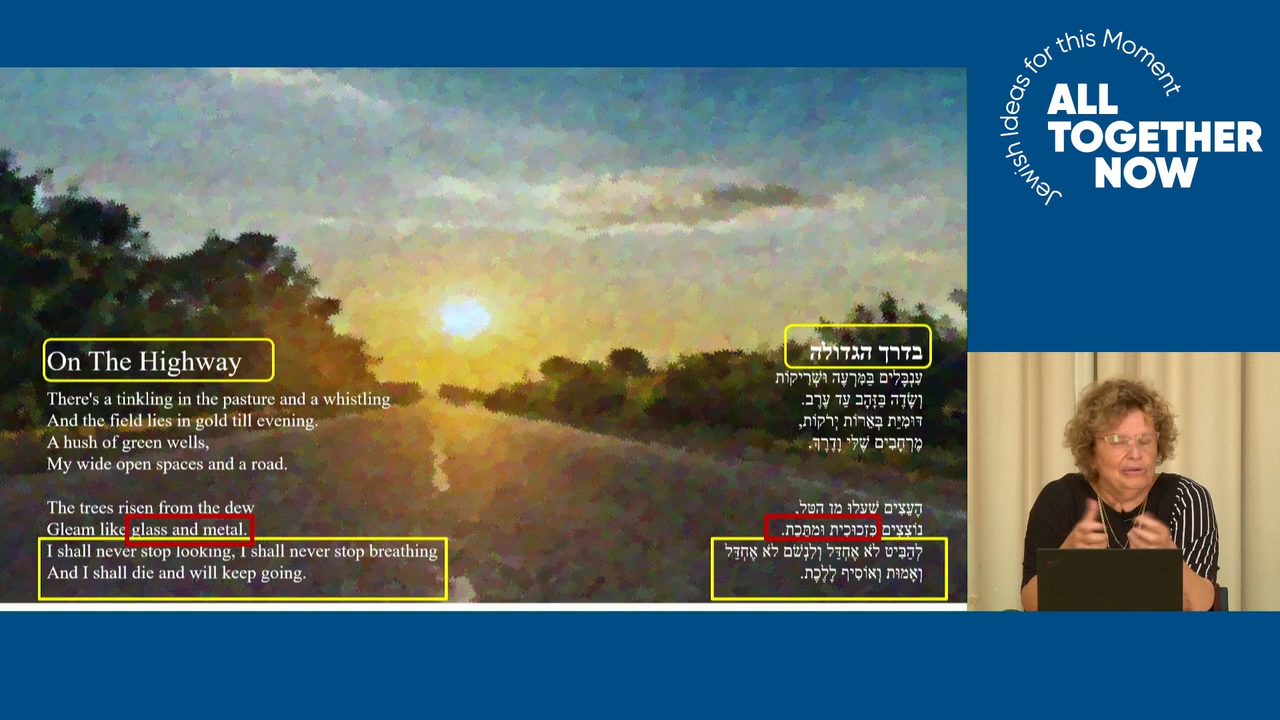 Jewish Ideas for this Moment
ALL
TOGETHER
NOW
On The Highway
There's a tinkling in the pasture and a whistling
And the field lies in gold till evening.
A hush of green wells,
My wide open spaces and a road.
The trees risen from the dew
Gleam like glass and metal.
I shall never stop looking, I shall never stop breathing
And I shall die and will keep going.
בדרך הגדולה
עִנְבָּלִים בַּמִּרְעֶה וּשְׁרִיקוֹת
וְשָׂדֶה בַּזָּהָב עַד עֶרֶב.
דּוּמִיַּת בְּאֵרוֹת יְרֻקּוֹת,
מֶרְחָבִים שֶׁלִּי וָדֶרֶךְ.
הָעֵצִים שֶׁעָלוּ מִן הַטַּל,
נוֹצְצִים כִּזְכוּכִית וּמַתֶּכֶת.
לְהַבִּיט לֹא אֶחְדַּל וְלִנְשֹׁם לֹא אֶחְדַּל
וְאָמוּת וְאוֹסִיף לָלֶכֶת.